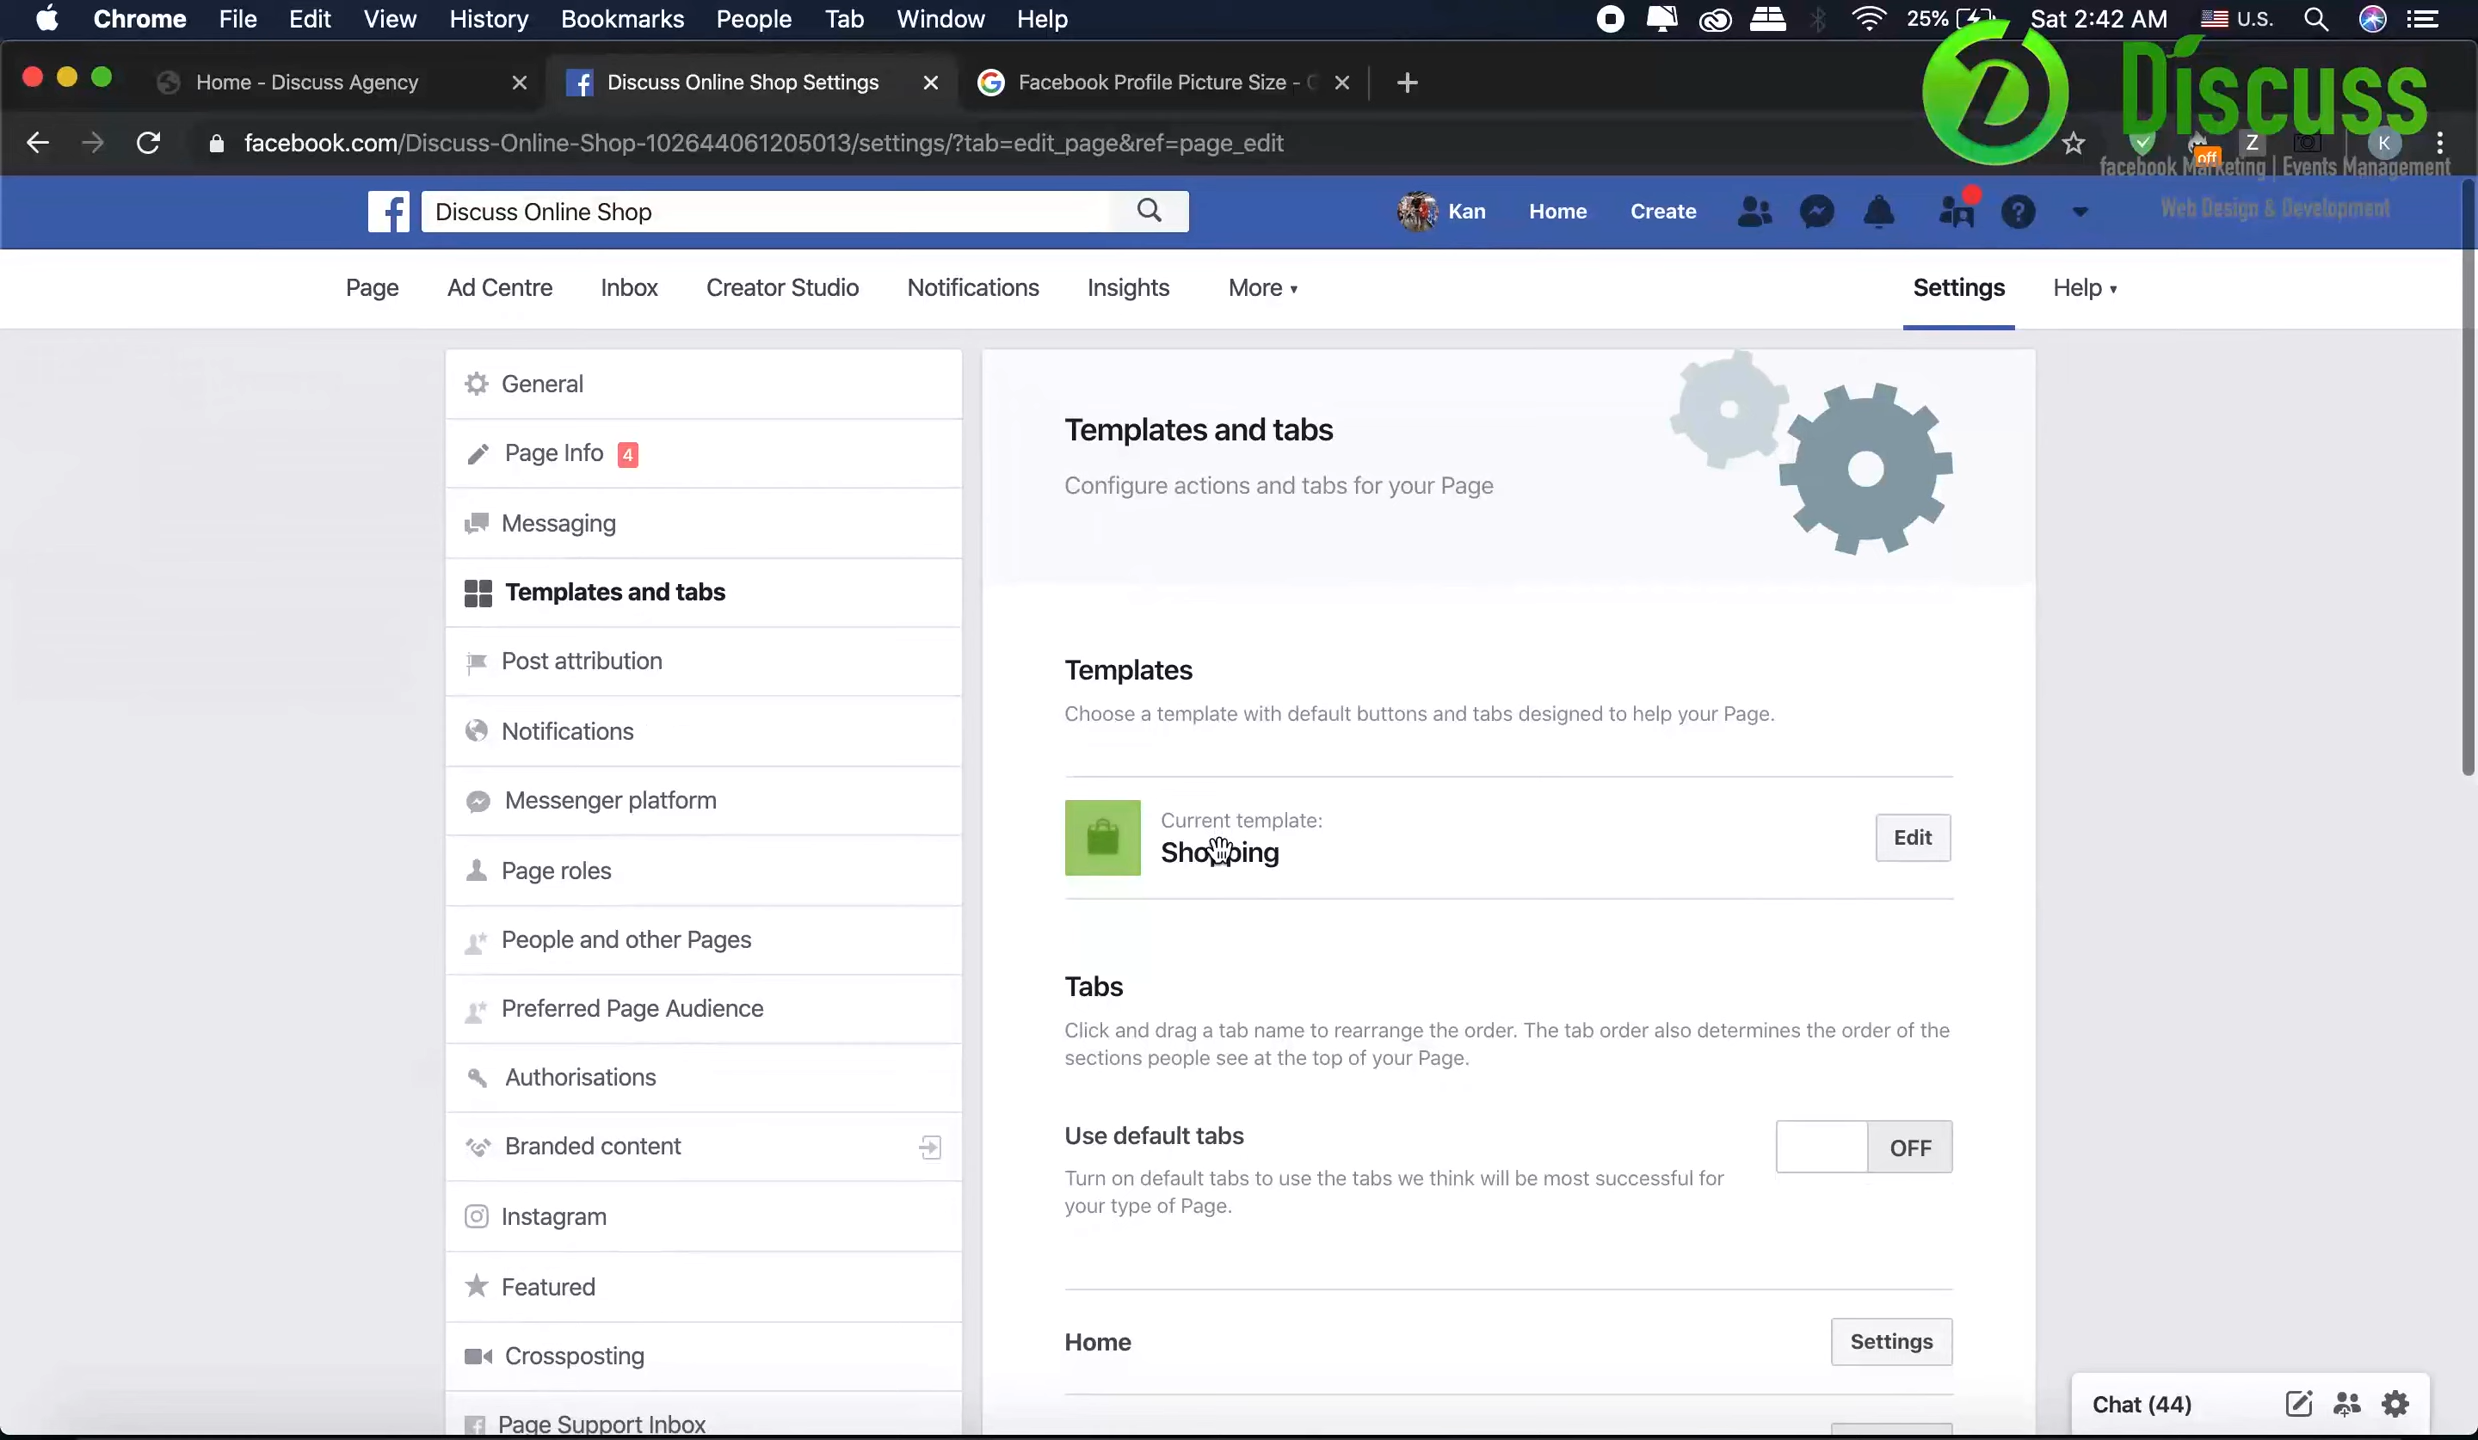 Chrome File Edit View History Bookmarks People Tab Window Help 25% Sat 2:42 AM U.S.
Home - Discuss Agency Discuss Online Shop Settings Facebook Profile Picture Size -
facebook.com/Discuss-Online-Shop-102644061205013/settings/?tab=edit_page&ref=page_edit off Z K
Discuss
facebook Marketing | Events Management
Web Design & Development
Discuss Online Shop Kan Home Create
Page Ad Centre Inbox Creator Studio Notifications Insights More Settings Help
General
Page Info 4
Messaging
Templates and tabs
Post attribution
Notifications
Messenger platform
Page roles
People and other Pages
Preferred Page Audience
Authorisations
Branded content
Instagram
Featured
Crossposting
Page Support Inbox
Templates and tabs
Configure actions and tabs for your Page
Templates
Choose a template with default buttons and tabs designed to help your Page.
Current template:
Shopping
Edit
Tabs
Click and drag a tab name to rearrange the order. The tab order also determines the order of the
sections people see at the top of your Page.
Use default tabs
OFF
Turn on default tabs to use the tabs we think will be most successful for
your type of Page.
Home Settings
Chat (44)